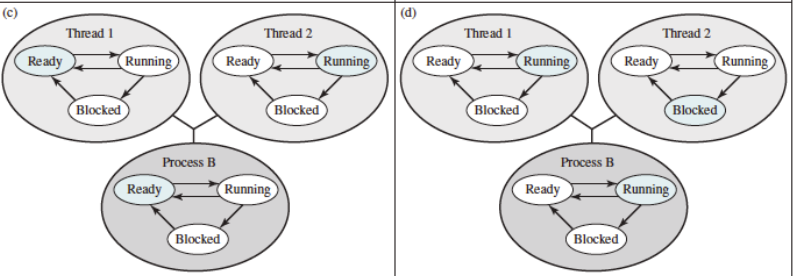 (c)
Thread 1
Ready
Running
Blocked
Thread 2
Ready
Running
Blocked
Process B
Ready
Running
Blocked
(d)
Thread 1
Ready
Running
Blocked
Thread 2
Ready
Running
Blocked
Process B
Ready
Running
Blocked